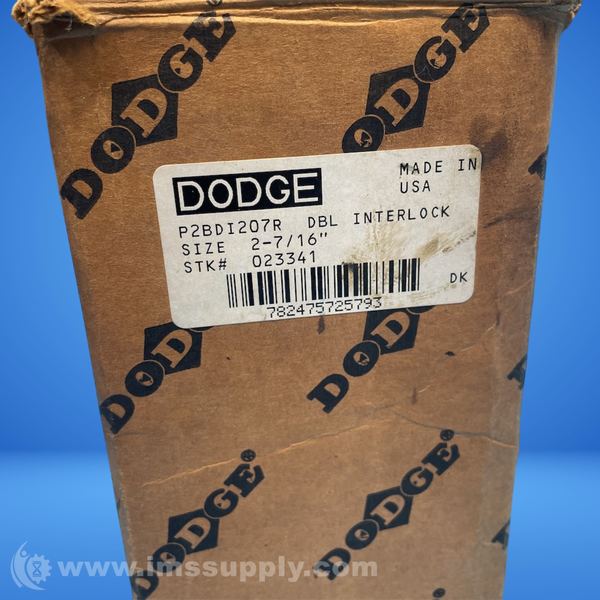 DODGE
DODGE
DODGE
DODGE
MADE IN
USA
P2BDI207R DBL INTERLOCK
SIZE 2-7/16"
STK# 023341
DK
782475725793
DODGE
DODGE®
DODGE®
DODGE
www.imssupply.com